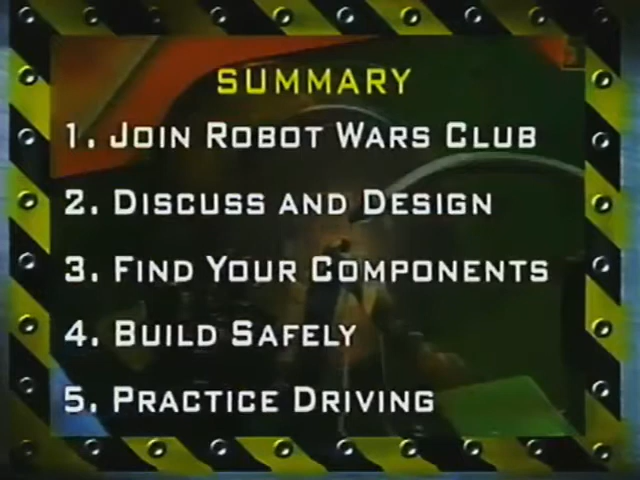 SUMMARY
1. JOIN ROBOT WARS CLUB
2. DISCUSS AND DESIGN
3. FIND YOUR COMPONENTS
4. BUILD SAFELY
5. PRACTICE DRIVING